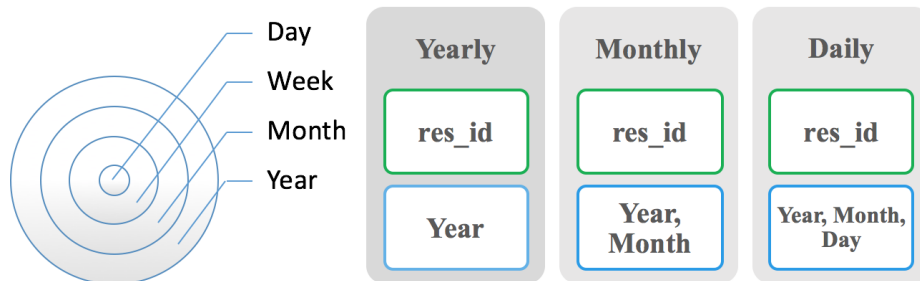 Day
Week
Month
Year
Yearly
res_id
Year
Monthly
res_id
Year,
Month
Daily
res_id
Year, Month,
Day